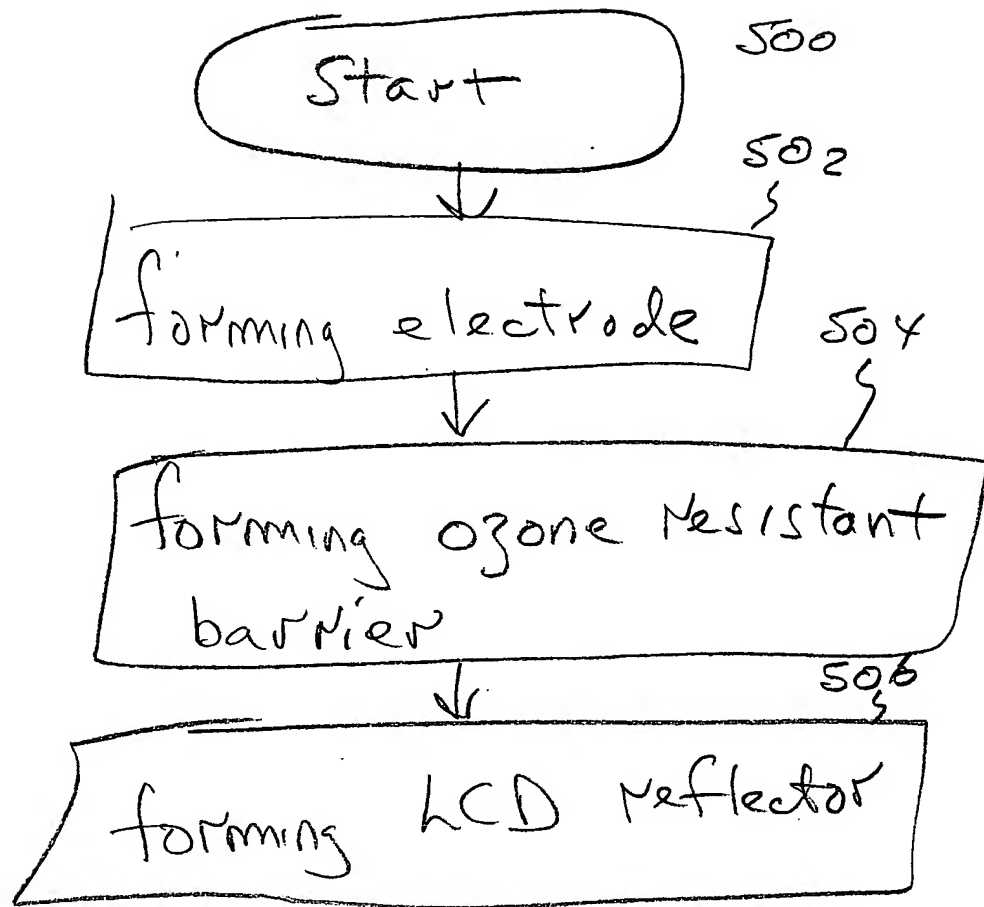 500
Start
502
forming electrode
504
forming ozone resistant
barrier
506
forming LCD reflector